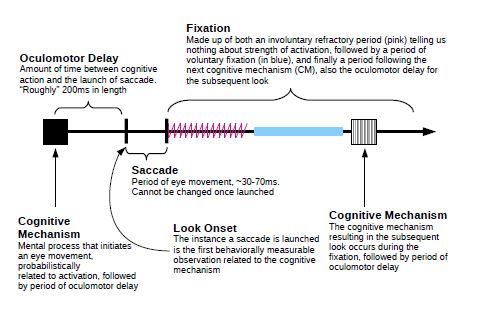 Fixation
Made up of both an involuntary refractory period (pink) telling us
nothing about strength of activation, followed by a period of
voluntary fixation (in blue), and finally a period following the
next cognitive mechanism (CM), also the oculomotor delay for
the subsequent look
Oculomotor Delay
Amount of time between cognitive
action and the launch of saccade.
“Roughly” 200ms in length
Saccade
Period of eye movement, ~30-70ms.
Cannot be changed once launched
Cognitive
Mechanism
Mental process that initiates
an eye movement,
probabilistically
related to activation, followed
by period of oculomotor delay
Look Onset
The instance a saccade is launched
is the first behaviorally measurable
observation related to the cognitive
mechanism
Cognitive Mechanism
The cognitive mechanism
resulting in the subsequent
look occurs during the
fixation, followed by period of
oculomotor delay